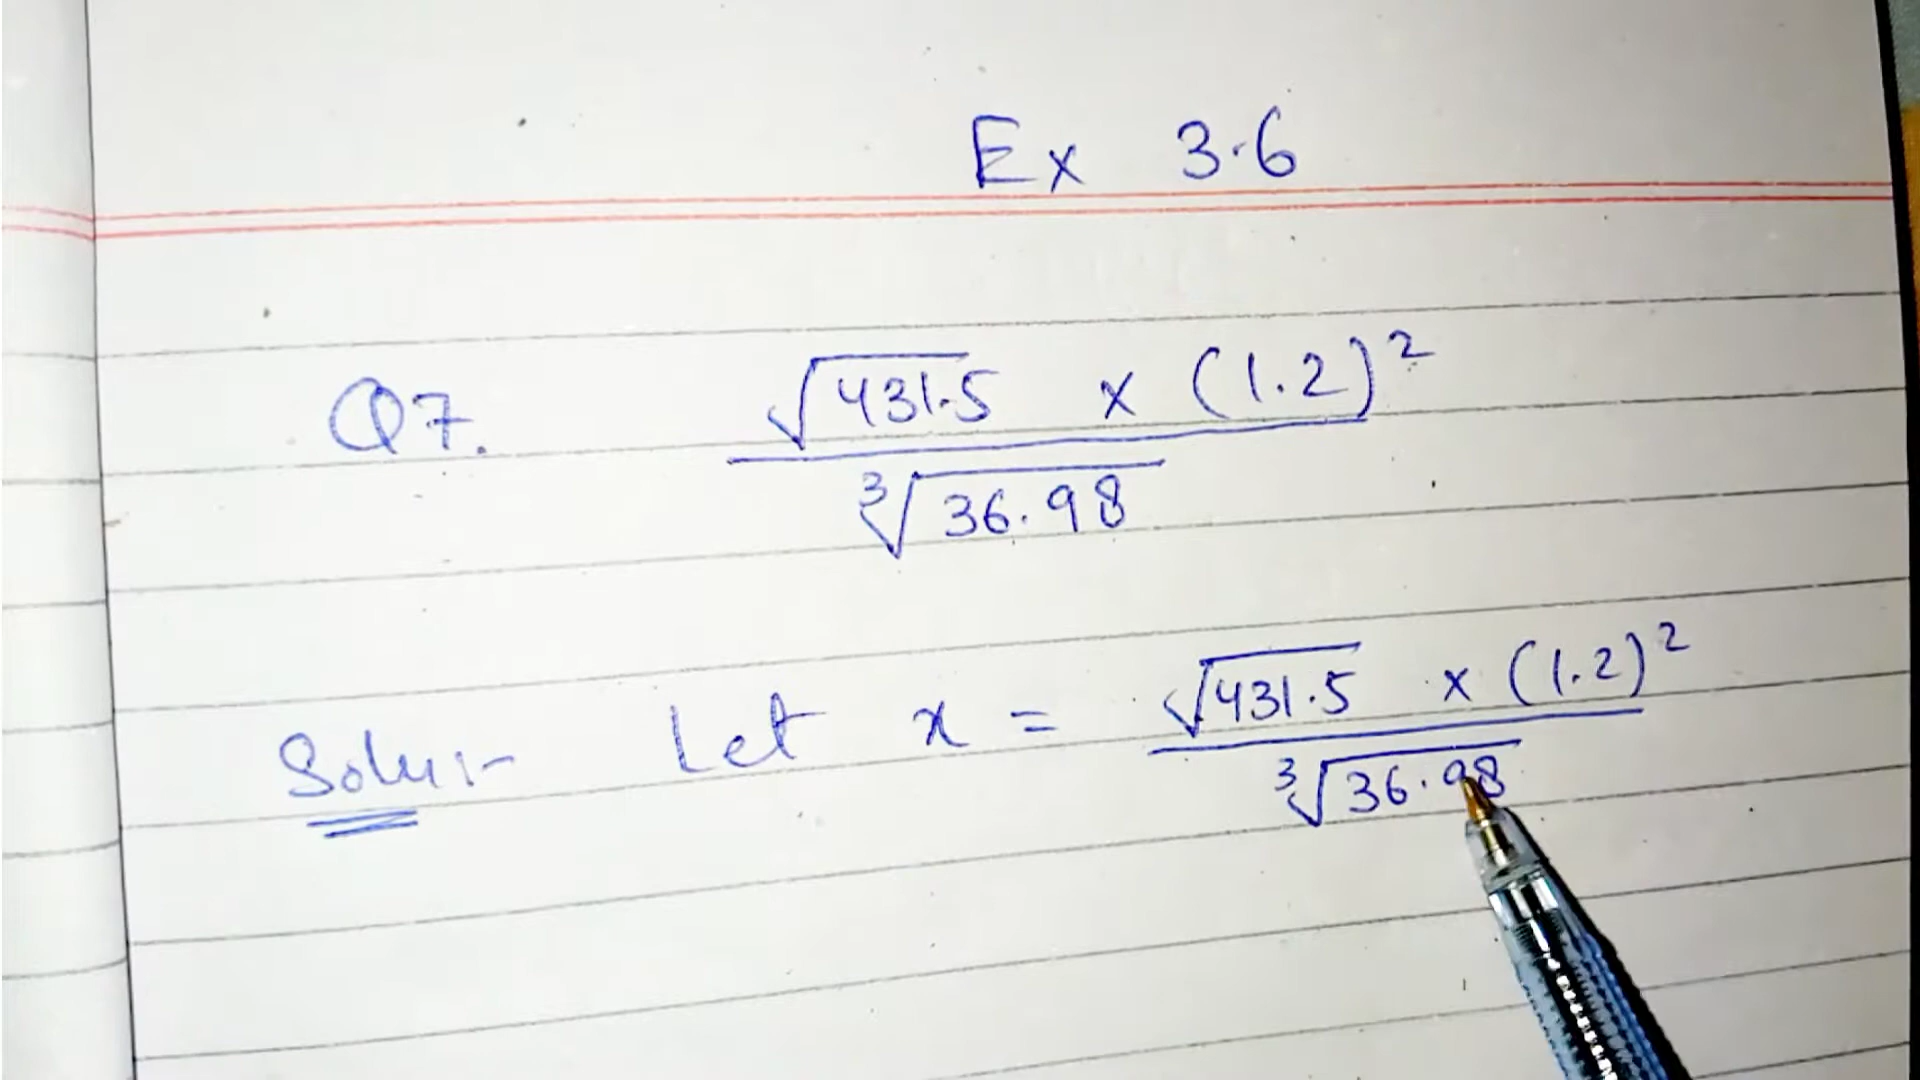 Ex 3.6
Q7. √431.5 × (1.2)²
∛36.98
Solu:- Let x = √431.5 × (1.2)²
∛36.98